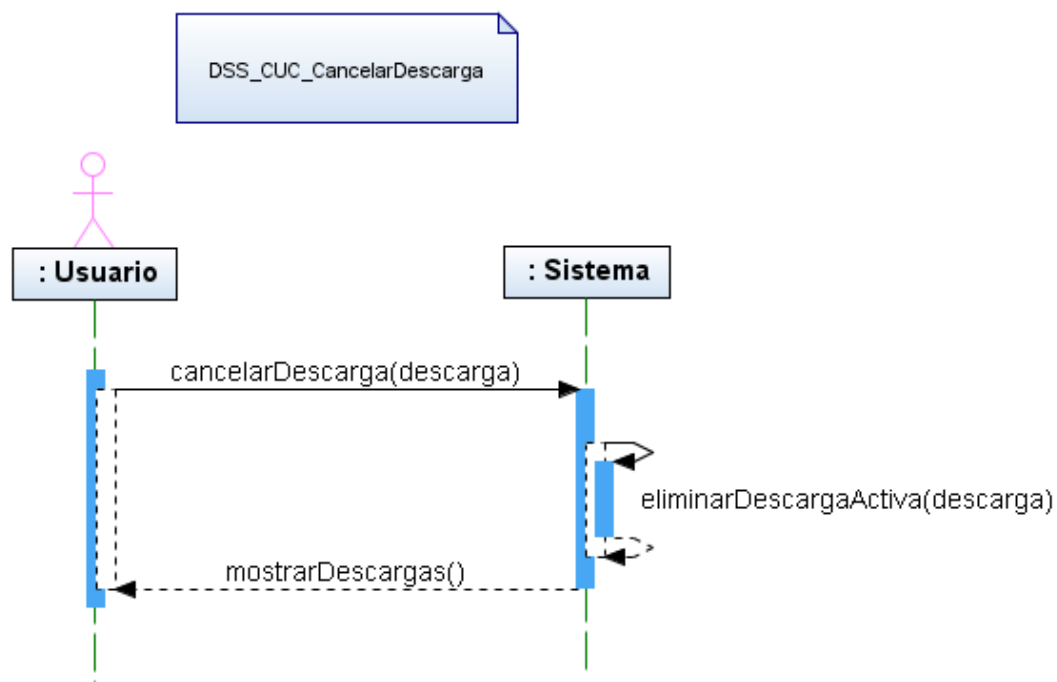 DSS_CUC_CancelarDescarga
: Usuario
: Sistema
cancelarDescarga(descarga)
eliminarDescargaActiva(descarga)
mostrarDescargas()